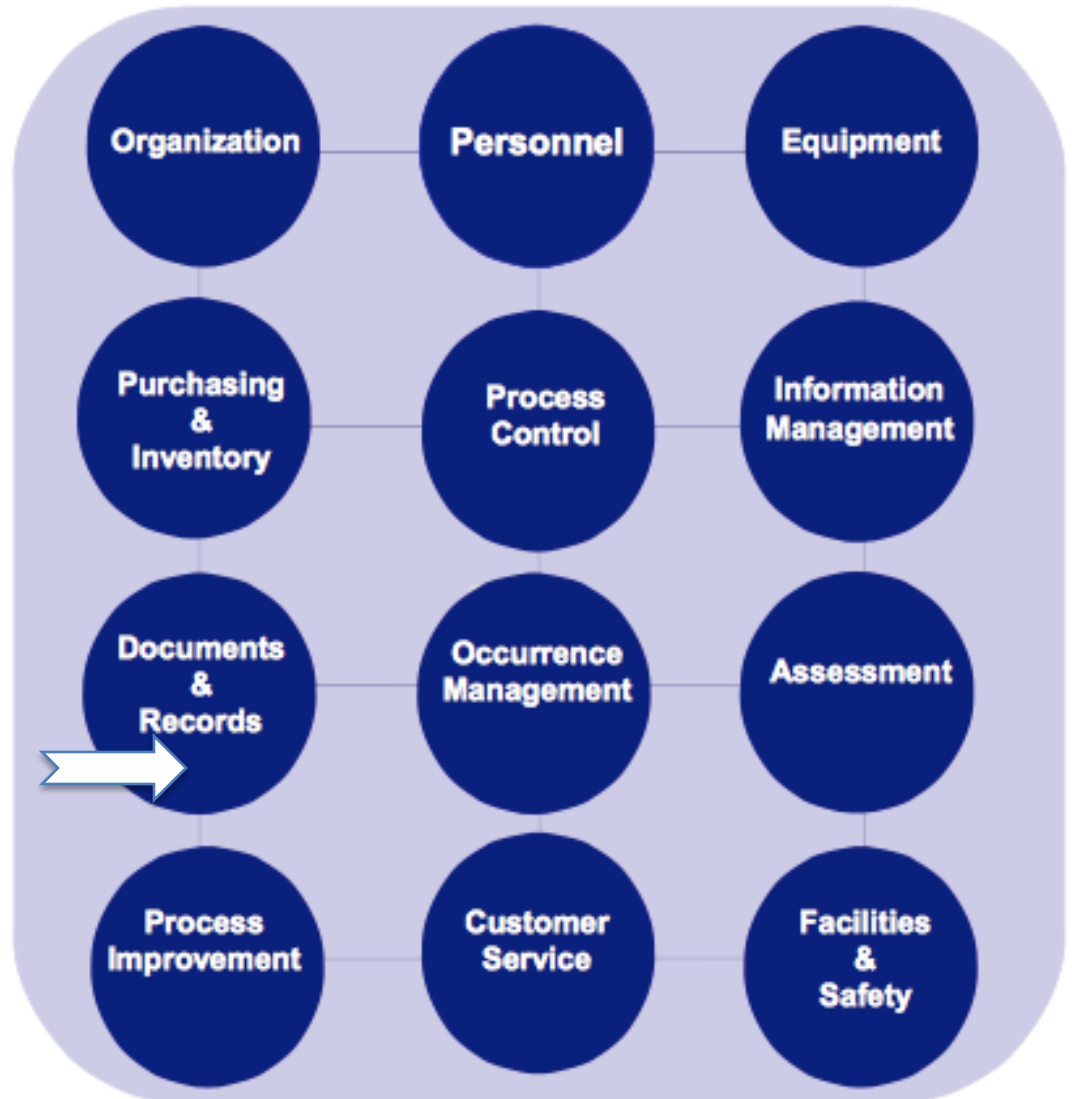 Organization
Personnel
Equipment
Purchasing
&
Inventory
Process
Control
Information
Management
Documents
&
Records
Occurrence
Management
Assessment
Process
Improvement
Customer
Service
Facilities
&
Safety